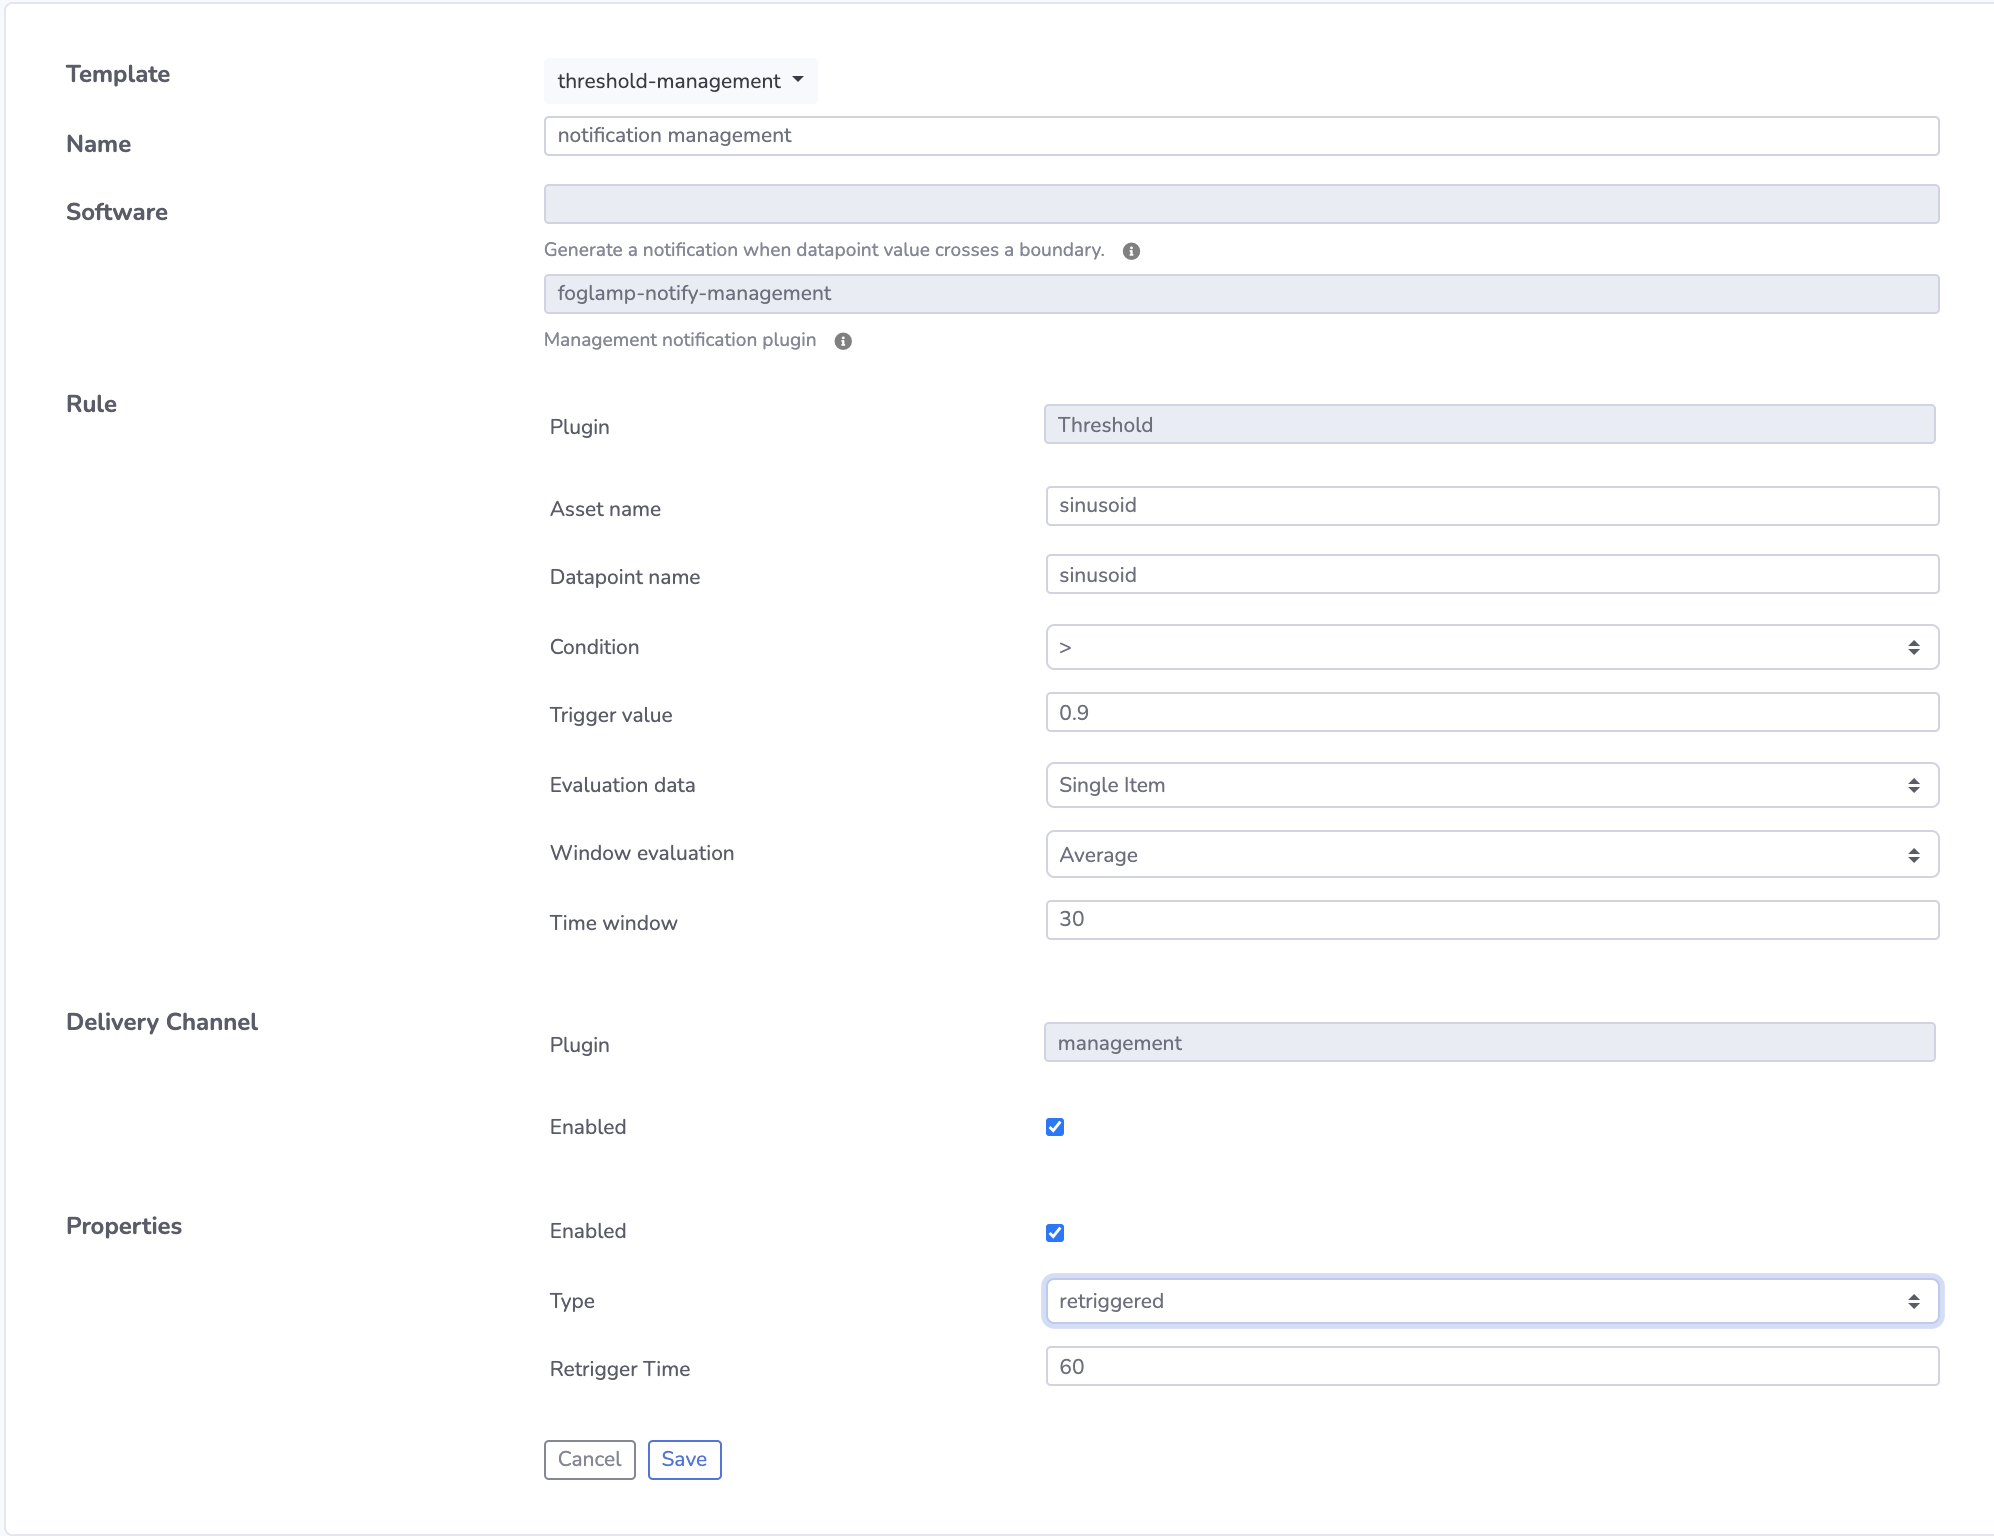 Template
threshold-management
Name
notification management
Software
Generate a notification when datapoint value crosses a boundary.
foglamp-notify-management
Management notification plugin
Rule
Plugin
Threshold
Asset name
sinusoid
Datapoint name
sinusoid
Condition
>
Trigger value
0.9
Evaluation data
Single Item
Window evaluation
Average
Time window
30
Delivery Channel
Plugin
management
Enabled
Properties
Enabled
Type
retriggered
Retrigger Time
60
Cancel
Save